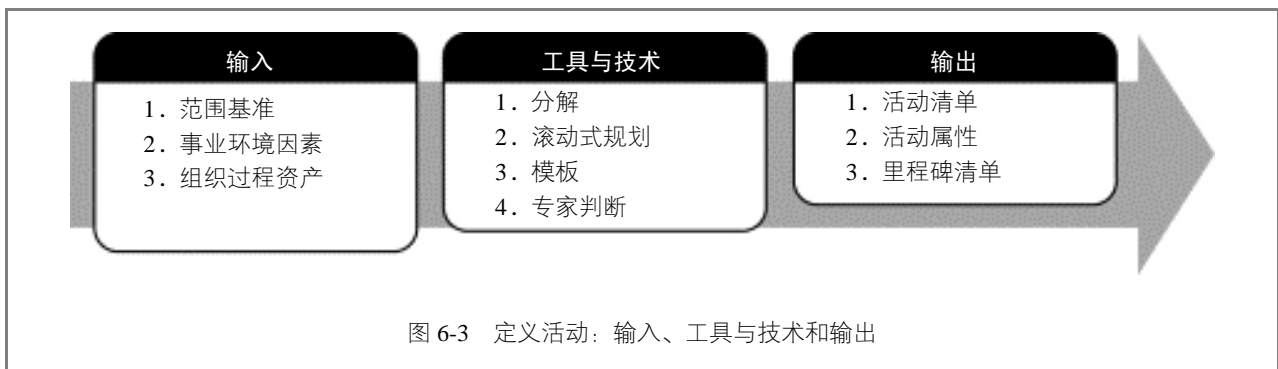 输入
1. 范围基准
2. 事业环境因素
3. 组织过程资产
工具与技术
1. 分解
2. 滚动式规划
3. 模板
4. 专家判断
输出
1. 活动清单
2. 活动属性
3. 里程碑清单
图 6-3 定义活动：输入、工具与技术和输出